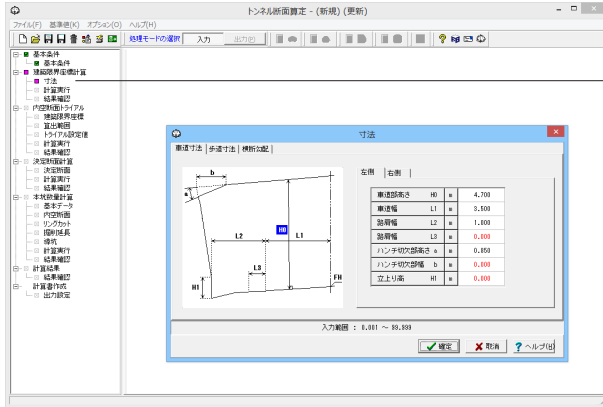 トンネル断面算定 - (新規) (更新)
ファイル(F) 基準値(K) オプション(O) ヘルプ(H)
処理モードの選択 入力 出力(P)
基本条件
基本条件
建築限界座標計算
寸法
計算実行
結果確認
内空断面トライアル
建築限界座標
算出範囲
トライアル設定値
計算実行
結果確認
決定断面計算
決定断面
計算実行
結果確認
本坑数量計算
基本データ
内空断面
リングカット
掘削延長
導坑
計算実行
結果確認
計算結果
結果確認
計算書作成
出力設定
寸法
車道寸法 歩道寸法 横断勾配
左側 右側
b
a
H0
L2
L1
L3
H1
FH
車道部高さ H0 m 4.700
車道幅 L1 m 3.500
路肩幅 L2 m 1.000
路肩幅 L3 m 0.000
ハンチ切欠部高さ a m 0.850
ハンチ切欠部幅 b m 0.000
立上り高 H1 m 0.000
入力範囲 : 0.001 ～ 99.999
確定 取消 ヘルプ(H)